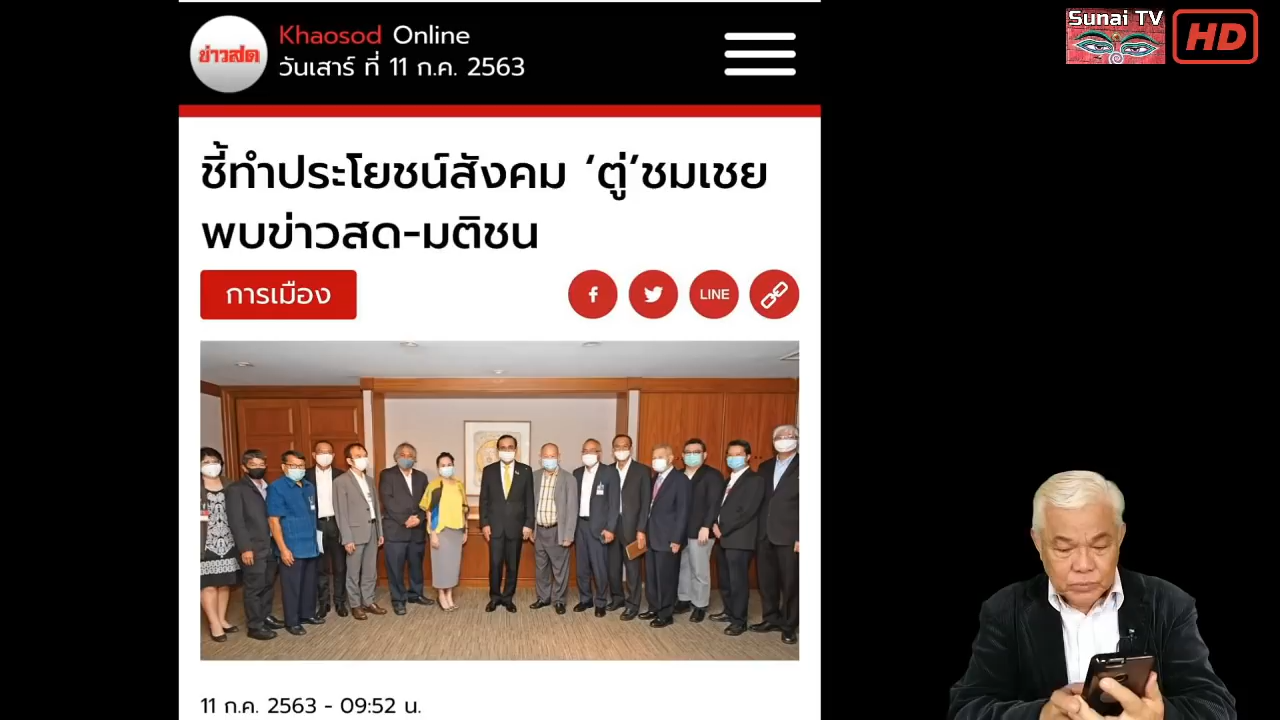 Sunai TV
HD
ข่าวสด
Khaosod Online
วันเสาร์ ที่ 11 ก.ค. 2563
ชี้ทำประโยชน์สังคม ‘ตู่’ชมเชย
พบข่าวสด-มติชน
การเมือง
LINE
11 ก.ค. 2563 - 09:52 น.